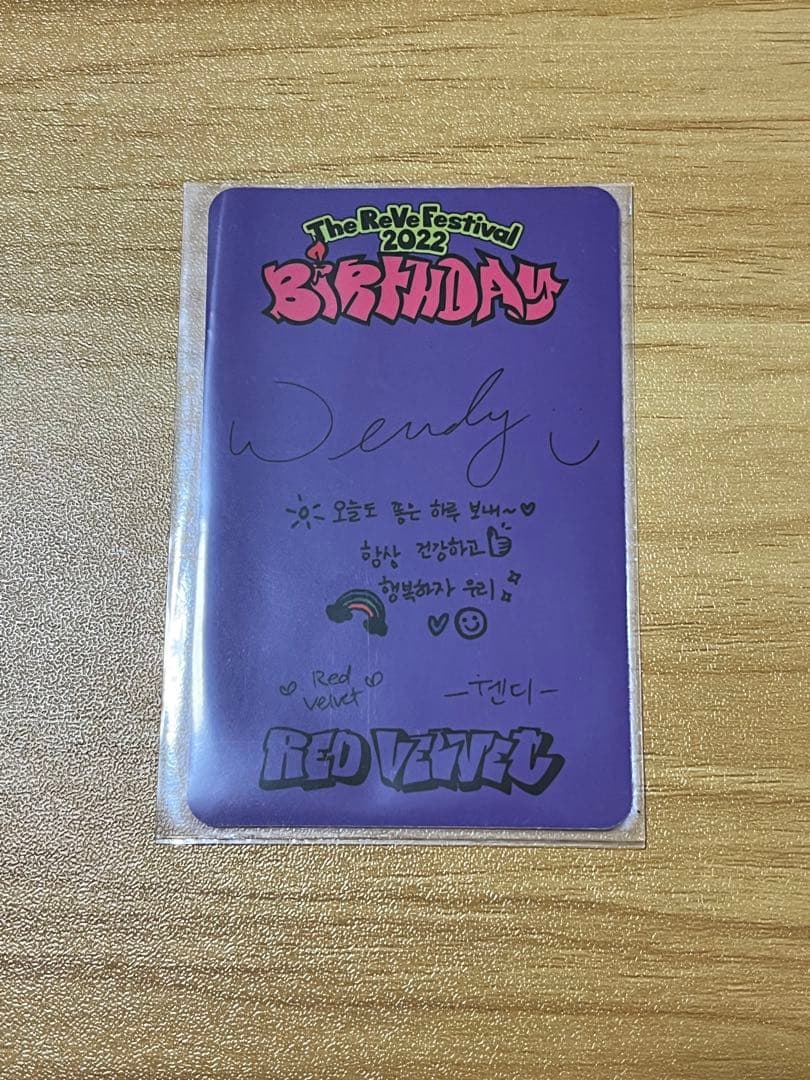 The ReVe Festival
2022
BiRTHDAY
Wendy
오늘도 좋은 하루 보내~♡
항상 건강하고
행복하자 우리
Red
Velvet
-웬디-
RED VELVET